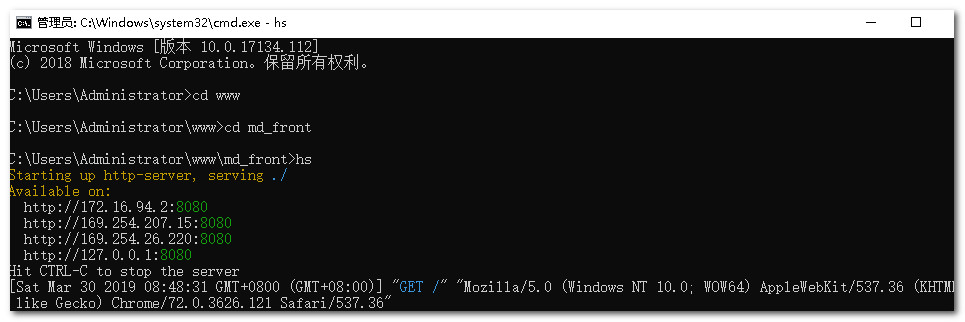 管理员: C:\Windows\system32\cmd.exe - hs
Microsoft Windows [版本 10.0.17134.112]
(c) 2018 Microsoft Corporation。保留所有权利。
C:\Users\Administrator>cd www
C:\Users\Administrator\www>cd md_front
C:\Users\Administrator\www\md_front>hs
Starting up http-server, serving ./
Available on:
http://172.16.94.2:8080
http://169.254.207.15:8080
http://169.254.26.220:8080
http://127.0.0.1:8080
Hit CTRL-C to stop the server
[Sat Mar 30 2019 08:48:31 GMT+0800 (GMT+08:00)] "GET /" "Mozilla/5.0 (Windows NT 10.0; WOW64) AppleWebKit/537.36 (KHTML
like Gecko) Chrome/72.0.3626.121 Safari/537.36"